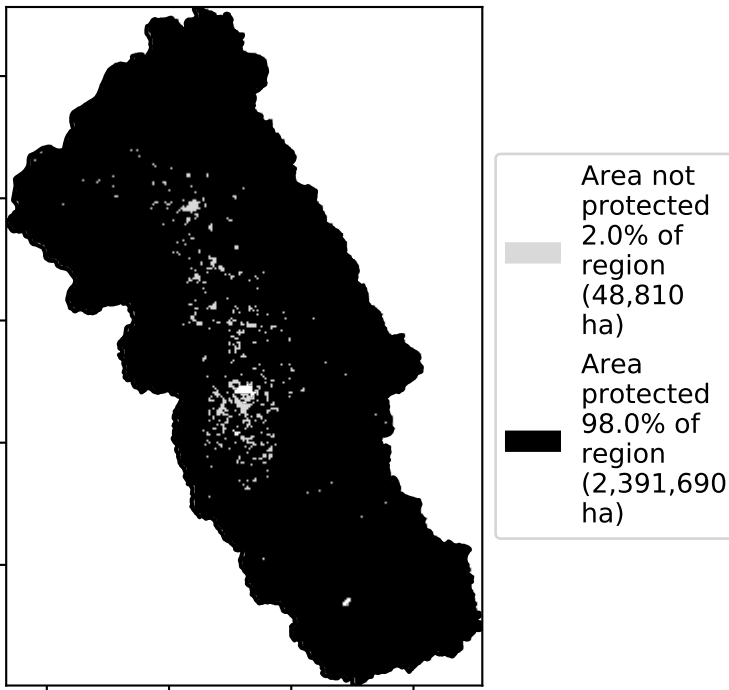 Area not
protected
2.0% of
region
(48,810
ha)
Area
protected
98.0% of
region
(2,391,690
ha)